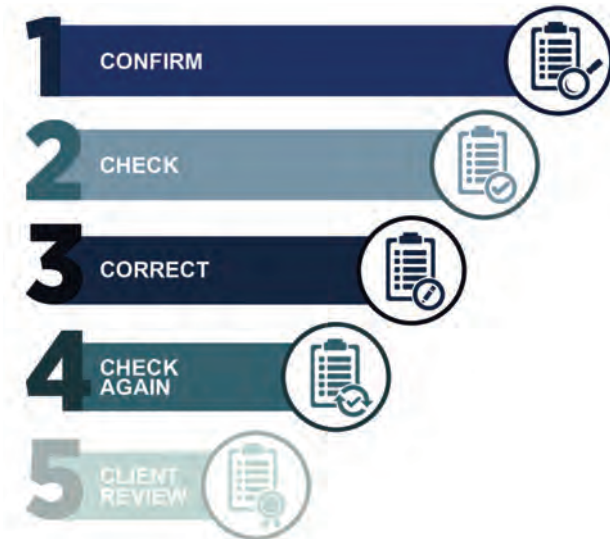 1
CONFIRM
2
CHECK
3
CORRECT
4
CHECK
AGAIN
5
CLIENT
REVIEW